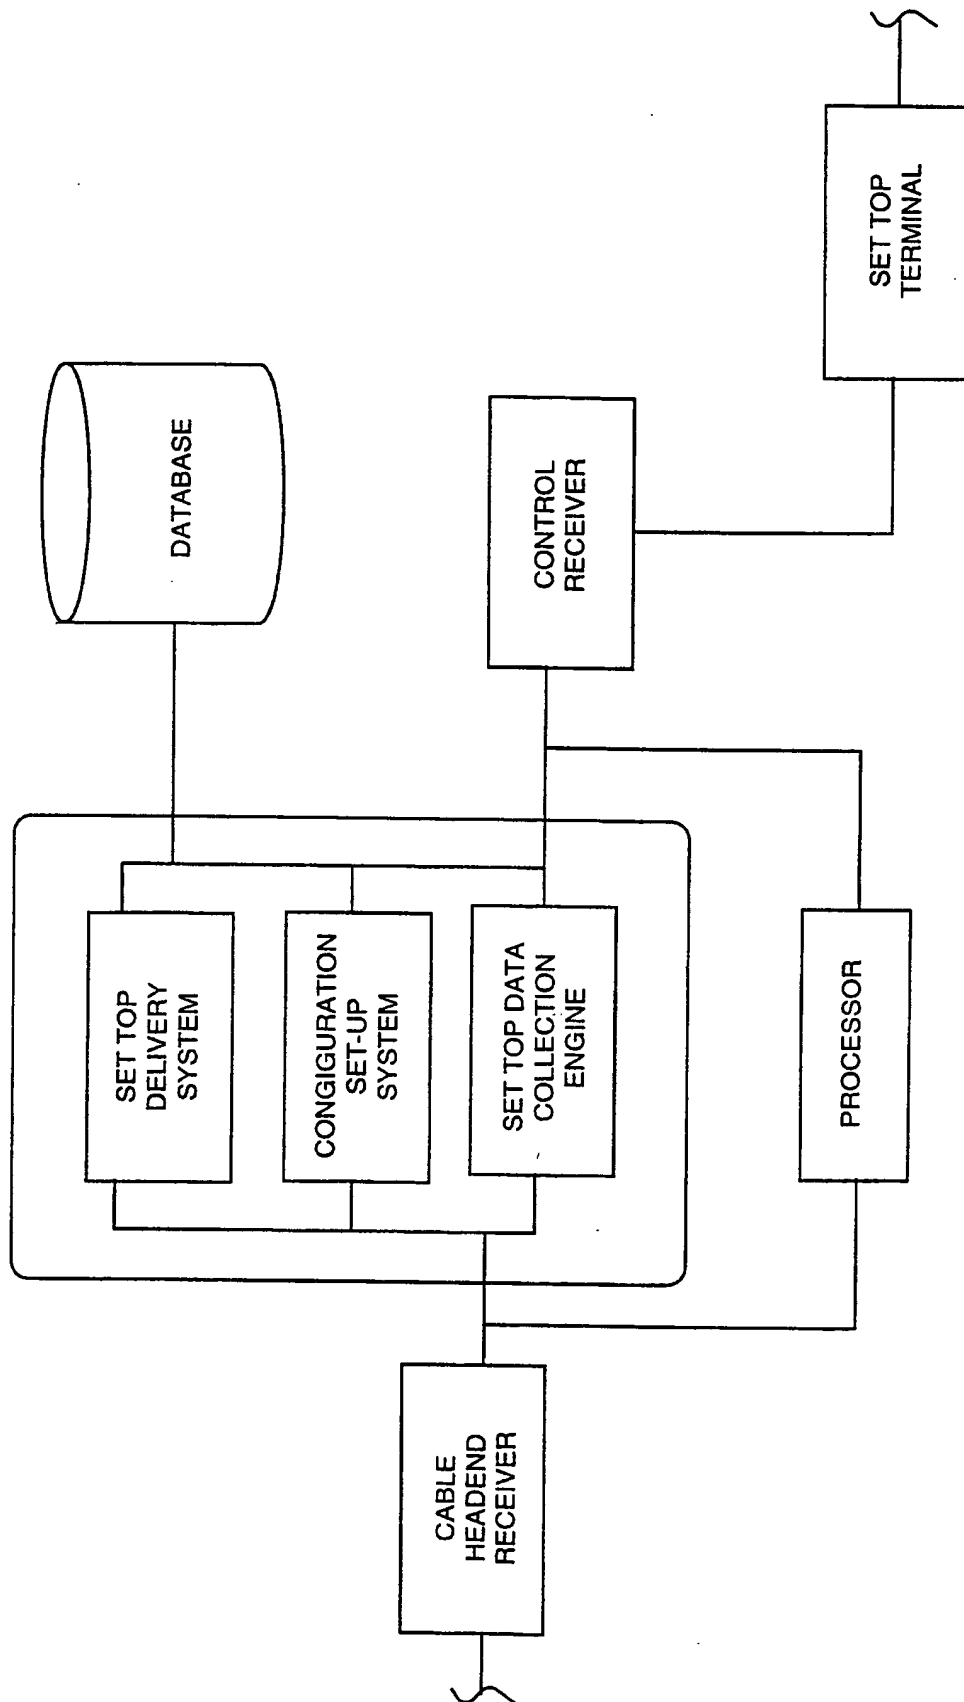 DATABASE
SET TOP
TERMINAL
CONTROL
RECEIVER
SET TOP
DELIVERY
SYSTEM
CONGIGURATION
SET-UP
SYSTEM
SET TOP DATA
COLLECTION
ENGINE
PROCESSOR
CABLE
HEADEND
RECEIVER